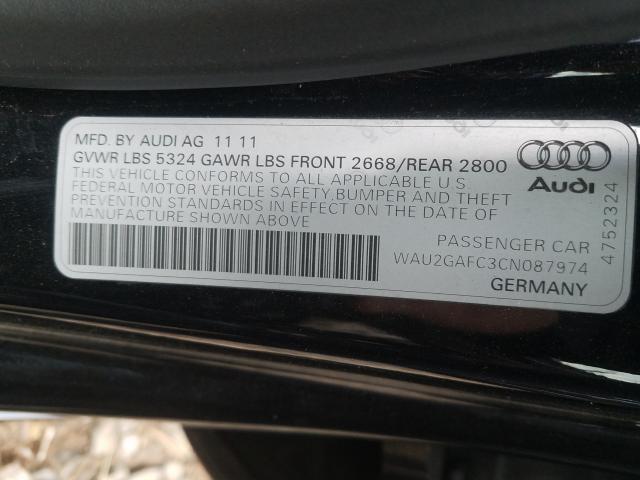 MFD. BY AUDI AG 11 11
GVWR LBS 5324 GAWR LBS FRONT 2668/REAR 2800
THIS VEHICLE CONFORMS TO ALL APPLICABLE U.S.
FEDERAL MOTOR VEHICLE SAFETY,BUMPER AND THEFT
PREVENTION STANDARDS IN EFFECT ON THE DATE OF
MANUFACTURE SHOWN ABOVE
Audi
4752324
PASSENGER CAR
WAU2GAFC3CN087974
GERMANY